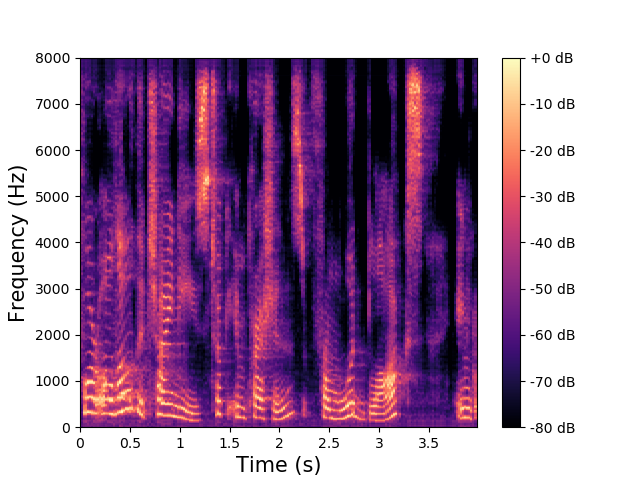 8000
7000
6000
5000
4000
3000
2000
1000
0
Frequency (Hz)
0 0.5 1 1.5 2 2.5 3 3.5
Time (s)
+0 dB
-10 dB
-20 dB
-30 dB
-40 dB
-50 dB
-60 dB
-70 dB
-80 dB